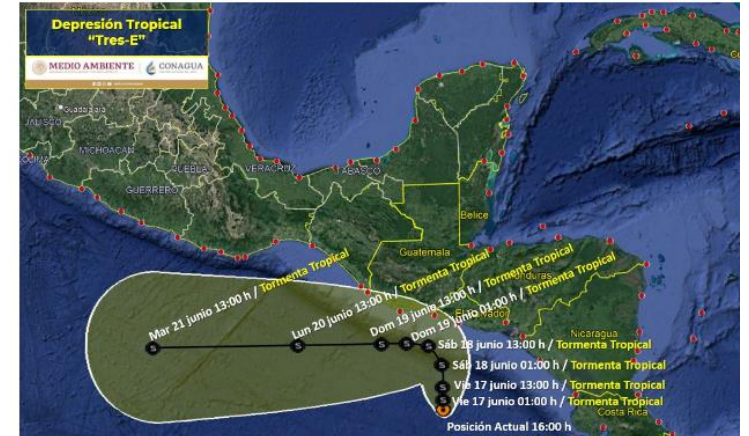 Depresión Tropical
“Tres-E”
MEDIO AMBIENTE
CONAGUA
Guadalajara
JALISCO
MICHOACÁN
PUEBLA
VERACRUZ
TABASCO
GUERRERO
Belice
Guatemala
Honduras
El Salvador
Nicaragua
Costa Rica
Mar 21 junio 13:00 h / Tormenta Tropical
Lun 20 junio 13:00 h / Tormenta Tropical
Dom 19 junio 13:00 h / Tormenta Tropical
Dom 19 junio 01:00 h / Tormenta Tropical
Sáb 18 junio 13:00 h / Tormenta Tropical
Sáb 18 junio 01:00 h / Tormenta Tropical
Vie 17 junio 13:00 h / Tormenta Tropical
Vie 17 junio 01:00 h / Tormenta Tropical
Posición Actual 16:00 h